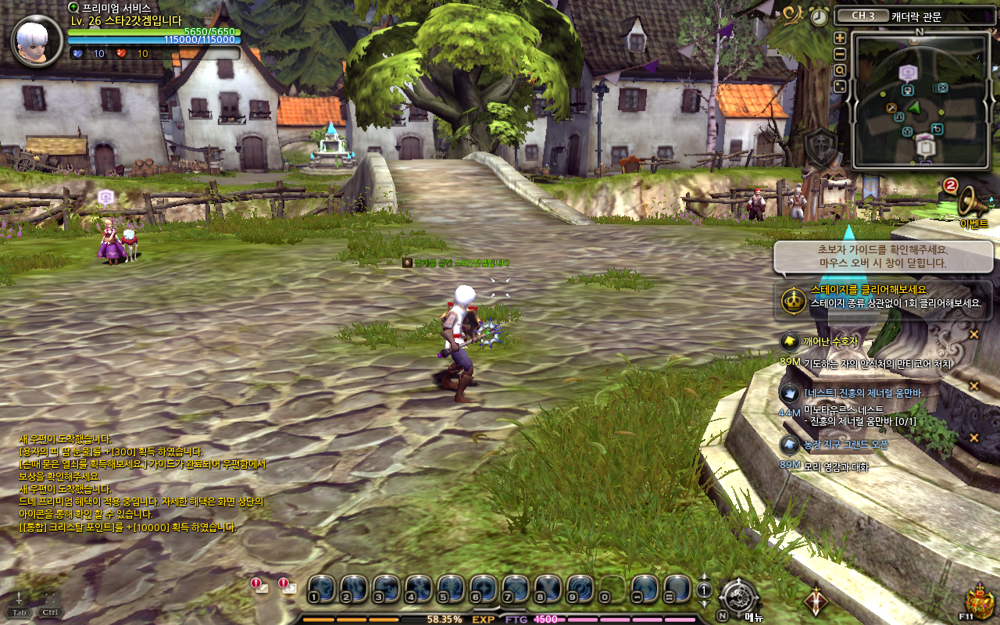 프리미엄 서비스
Lv. 26 스타2갓겜입니다
5650/5650
115000/115000
10
10
CH.3
캐더락 관문
N
2
이벤트
초보자 가이드를 확인해주세요.
마우스 오버 시 창이 닫힙니다.
스테이지를 클리어해보세요
스테이지 종류 상관없이 1회 클리어해보세요.
깨어난 수호자
89M 기도하는 자의 안식처의 만티코어 처치
[네스트] 진홍의 제너럴 움만바
44M 미노타우르스 네스트
- 진홍의 제너럴 움만바 [0/1]
농장 지구 그랜드 오픈
89M 모리 영감과 대화
스타2갓겜입니다
새 우편이 도착했습니다.
[용자의 피 땀 눈물]를 +[300] 획득 하였습니다.
[손때 묻은 열쇠를 획득해보세요.] 가이드가 완료되어 우편함에서
보상을 확인해주세요.
새 우편이 도착했습니다.
드네 프리미엄 혜택이 적용 중입니다. 자세한 혜택은 화면 상단의
아이콘을 통해 확인 할 수 있습니다.
[[통합] 크리스탈 포인트]를 +[10000] 획득 하였습니다.
Tab
Ctrl
1 2 3 4 5 6 7 8 9 0 - =
1
N 메뉴
F11
58.35% EXP FTG 4500